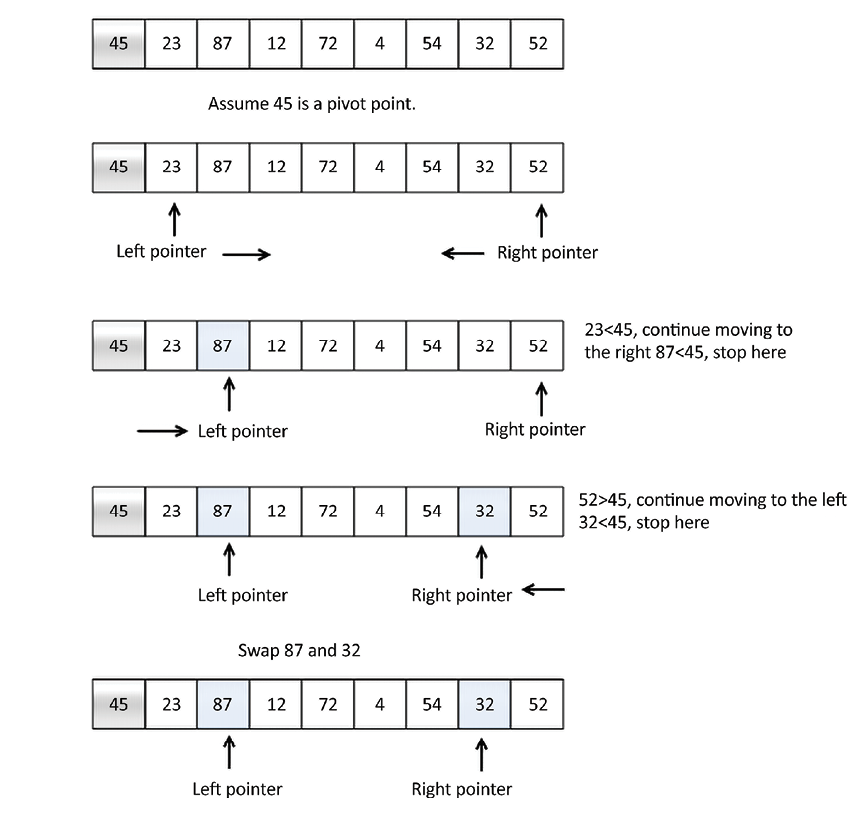 45 23 87 12 72 4 54 32 52
Assume 45 is a pivot point.
45 23 87 12 72 4 54 32 52
Left pointer Right pointer
45 23 87 12 72 4 54 32 52
23<45, continue moving to
the right 87<45, stop here
Left pointer Right pointer
45 23 87 12 72 4 54 32 52
52>45, continue moving to the left
32<45, stop here
Left pointer Right pointer
Swap 87 and 32
45 23 87 12 72 4 54 32 52
Left pointer Right pointer